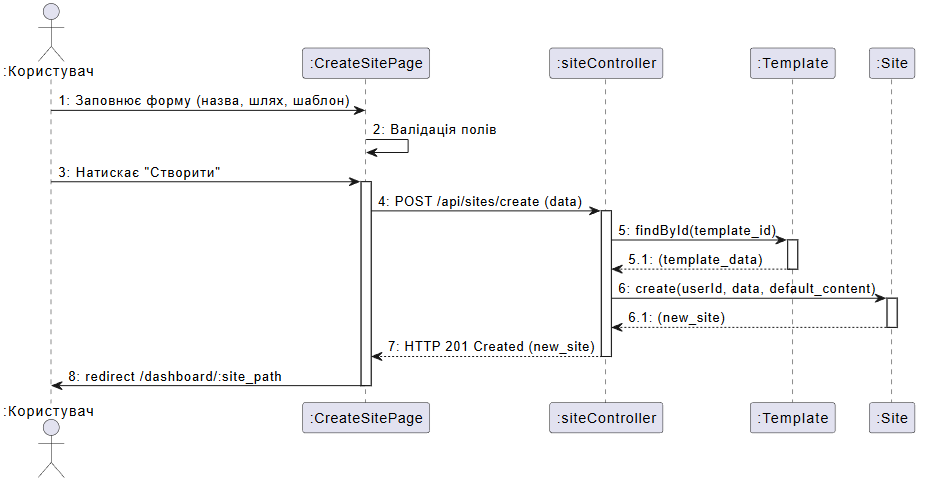 :Користувач
:CreateSitePage
:siteController
:Template
:Site
1: Заповнює форму (назва, шлях, шаблон)
2: Валідація полів
3: Натискає "Створити"
4: POST /api/sites/create (data)
5: findById(template_id)
5.1: (template_data)
6: create(userId, data, default_content)
6.1: (new_site)
7: HTTP 201 Created (new_site)
8: redirect /dashboard/:site_path
:Користувач
:CreateSitePage
:siteController
:Template
:Site